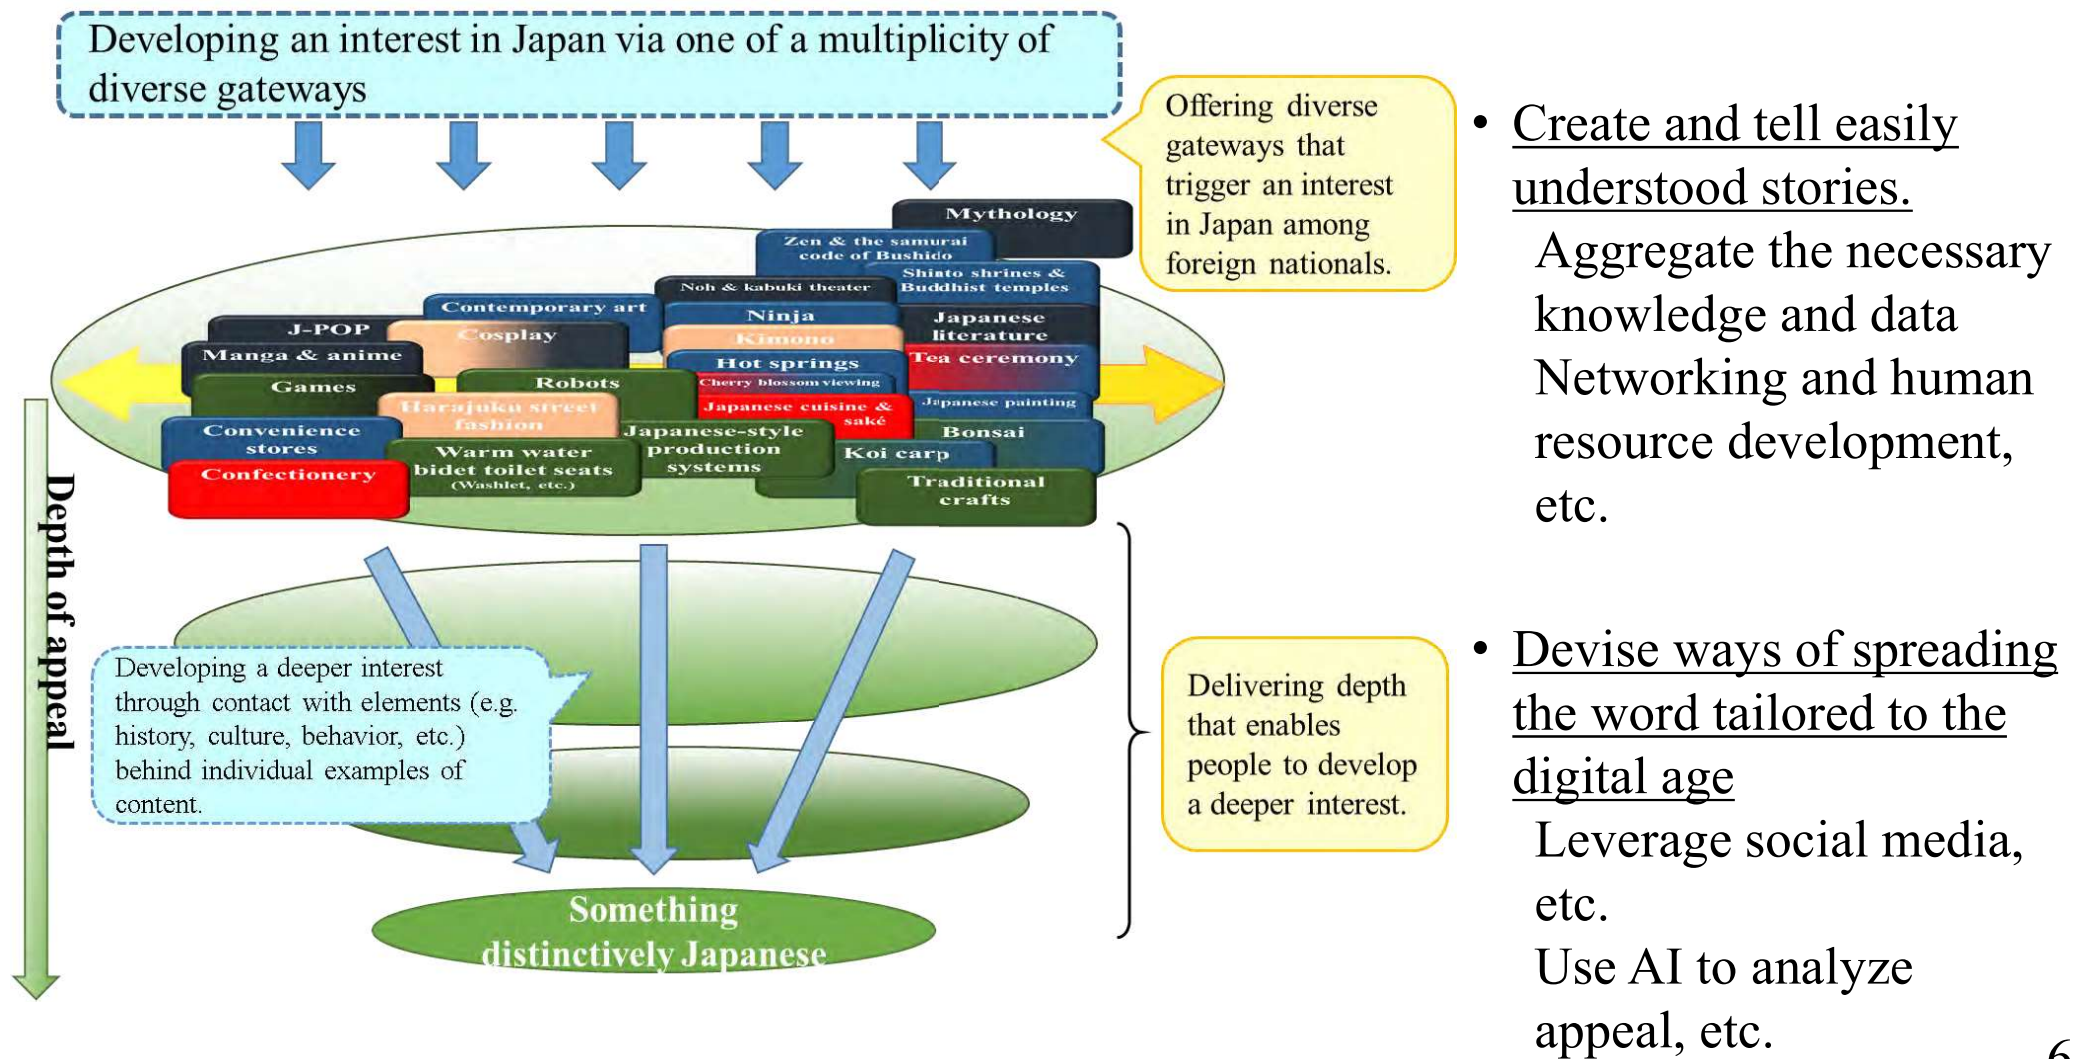 Developing an interest in Japan via one of a multiplicity of
diverse gateways
Offering diverse
gateways that
trigger an interest
in Japan among
foreign nationals.
Mythology
Zen & the samurai
code of Bushido
Shinto shrines &
Buddhist temples
Noh & kabuki theater
Contemporary art
Ninja
Japanese
literature
J-POP
Cosplay
Kimono
Manga & anime
Hot springs
Tea ceremony
Games
Robots
Cherry blossom viewing
Harajuku street
fashion
Japanese cuisine &
saké
Japanese painting
Convenience
stores
Japanese-style
production
systems
Bonsai
Warm water
bidet toilet seats
(Washlet, etc.)
Koi carp
Confectionery
Traditional
crafts
Depth of appeal
Developing a deeper interest
through contact with elements (e.g.
history, culture, behavior, etc.)
behind individual examples of
content.
Delivering depth
that enables
people to develop
a deeper interest.
Something
distinctively Japanese
• Create and tell easily
understood stories.
Aggregate the necessary
knowledge and data
Networking and human
resource development,
etc.
• Devise ways of spreading
the word tailored to the
digital age
Leverage social media,
etc.
Use AI to analyze
appeal, etc.
6